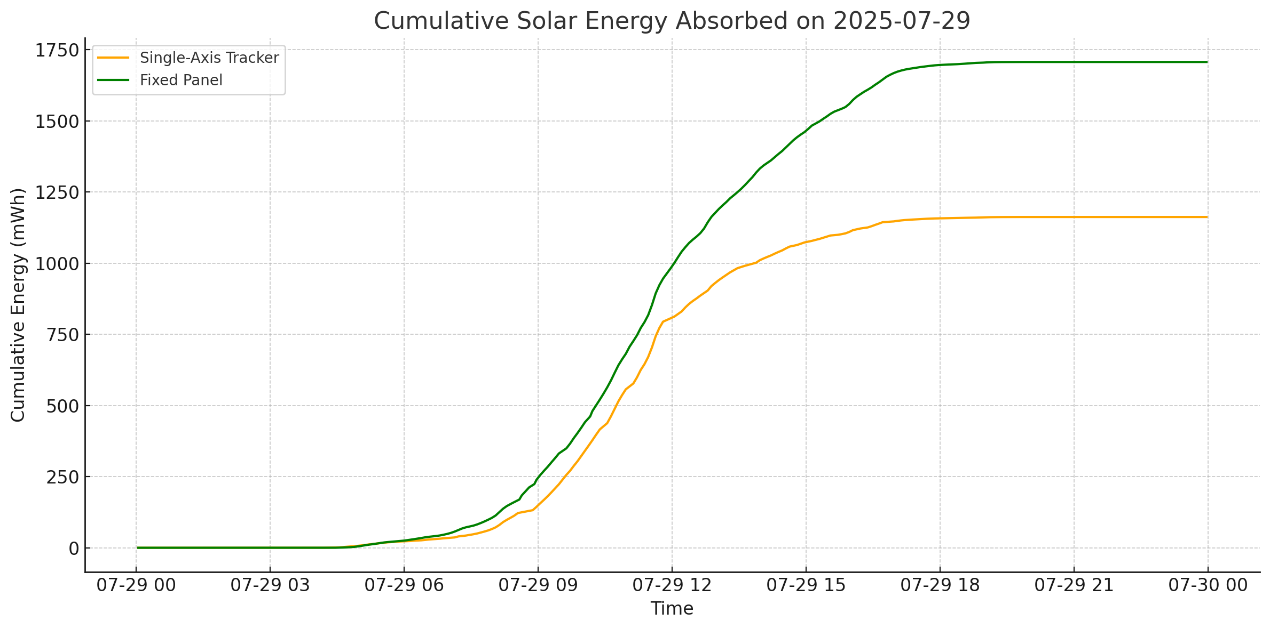 Cumulative Solar Energy Absorbed on 2025-07-29
Single-Axis Tracker
Fixed Panel
Cumulative Energy (mWh)
1750
1500
1250
1000
750
500
250
0
07-29 00 07-29 03 07-29 06 07-29 09 07-29 12 07-29 15 07-29 18 07-29 21 07-30 00
Time